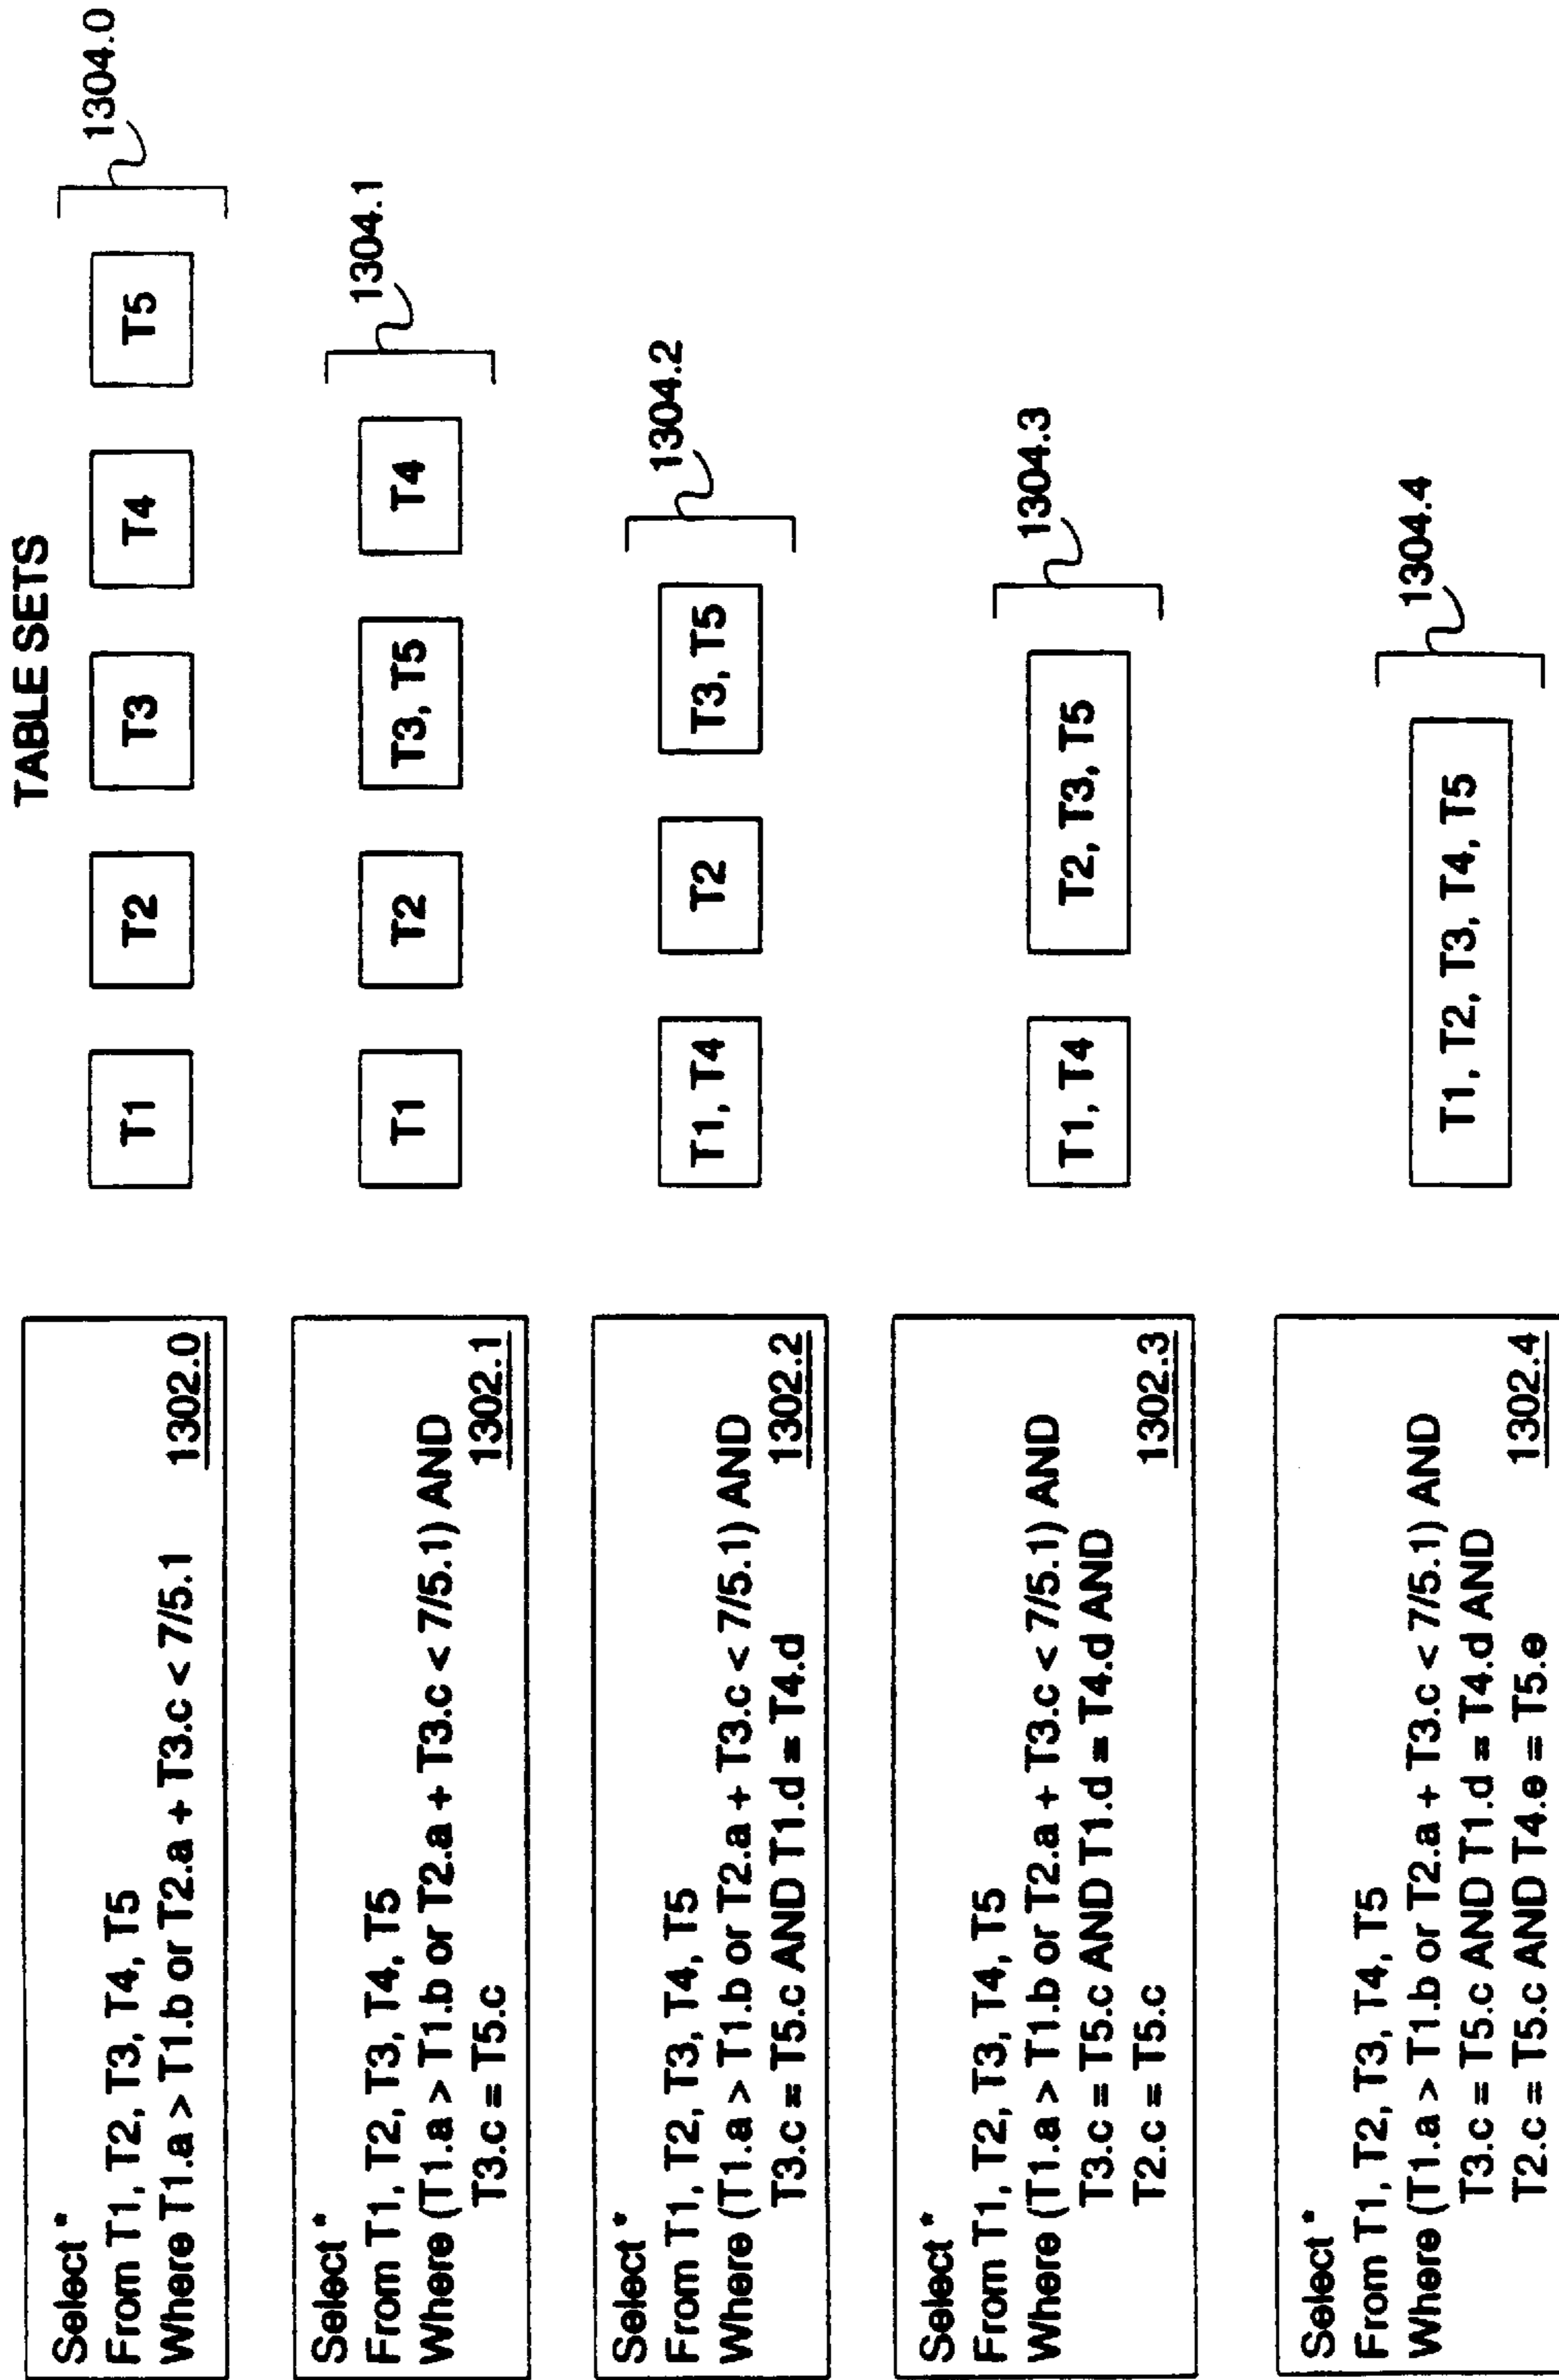 TABLE SETS
Select *
From T1, T2, T3, T4, T5
Where T1.a > T1.b or T2.a + T3.c < 7/5.1
1302.0
T1
T2
T3
T4
T5
1304.0
Select *
From T1, T2, T3, T4, T5
Where (T1.a > T1.b or T2.a + T3.c < 7/5.1) AND
T3.c = T5.c
1302.1
T1
T2
T3, T5
T4
1304.1
Select *
From T1, T2, T3, T4, T5
Where (T1.a > T1.b or T2.a + T3.c < 7/5.1) AND
T3.c = T5.c AND T1.d = T4.d
1302.2
T1, T4
T2
T3, T5
1304.2
Select *
From T1, T2, T3, T4, T5
Where (T1.a > T1.b or T2.a + T3.c < 7/5.1) AND
T3.c = T5.c AND T1.d = T4.d AND
T2.c = T5.c
1302.3
T1, T4
T2, T3, T5
1304.3
Select *
From T1, T2, T3, T4, T5
Where (T1.a > T1.b or T2.a + T3.c < 7/5.1) AND
T3.c = T5.c AND T1.d = T4.d AND
T2.c = T5.c AND T4.e = T5.e
1302.4
T1, T2, T3, T4, T5
1304.4